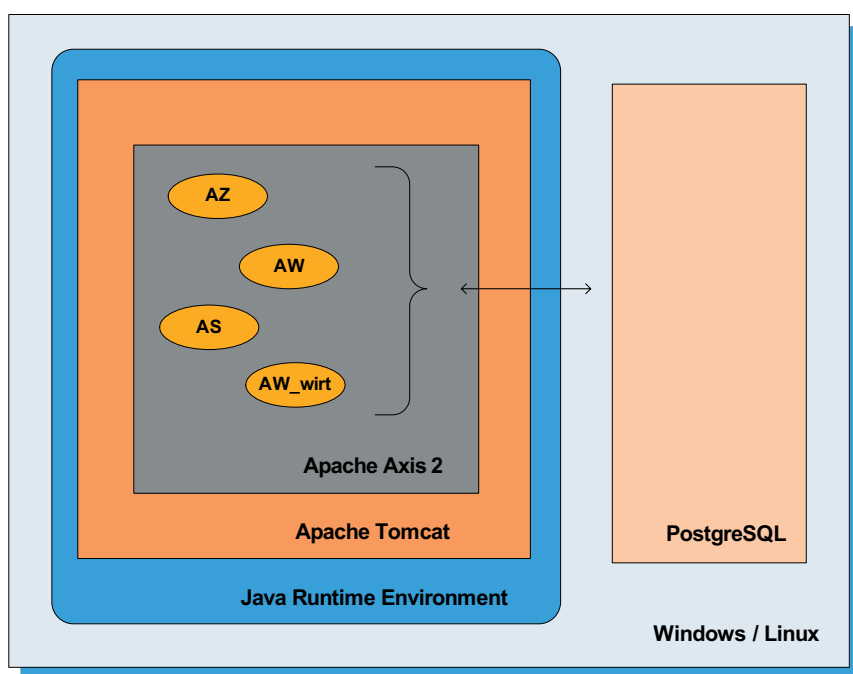 AZ
AW
AS
AW_wirt
Apache Axis 2
Apache Tomcat
PostgreSQL
Java Runtime Environment
Windows / Linux